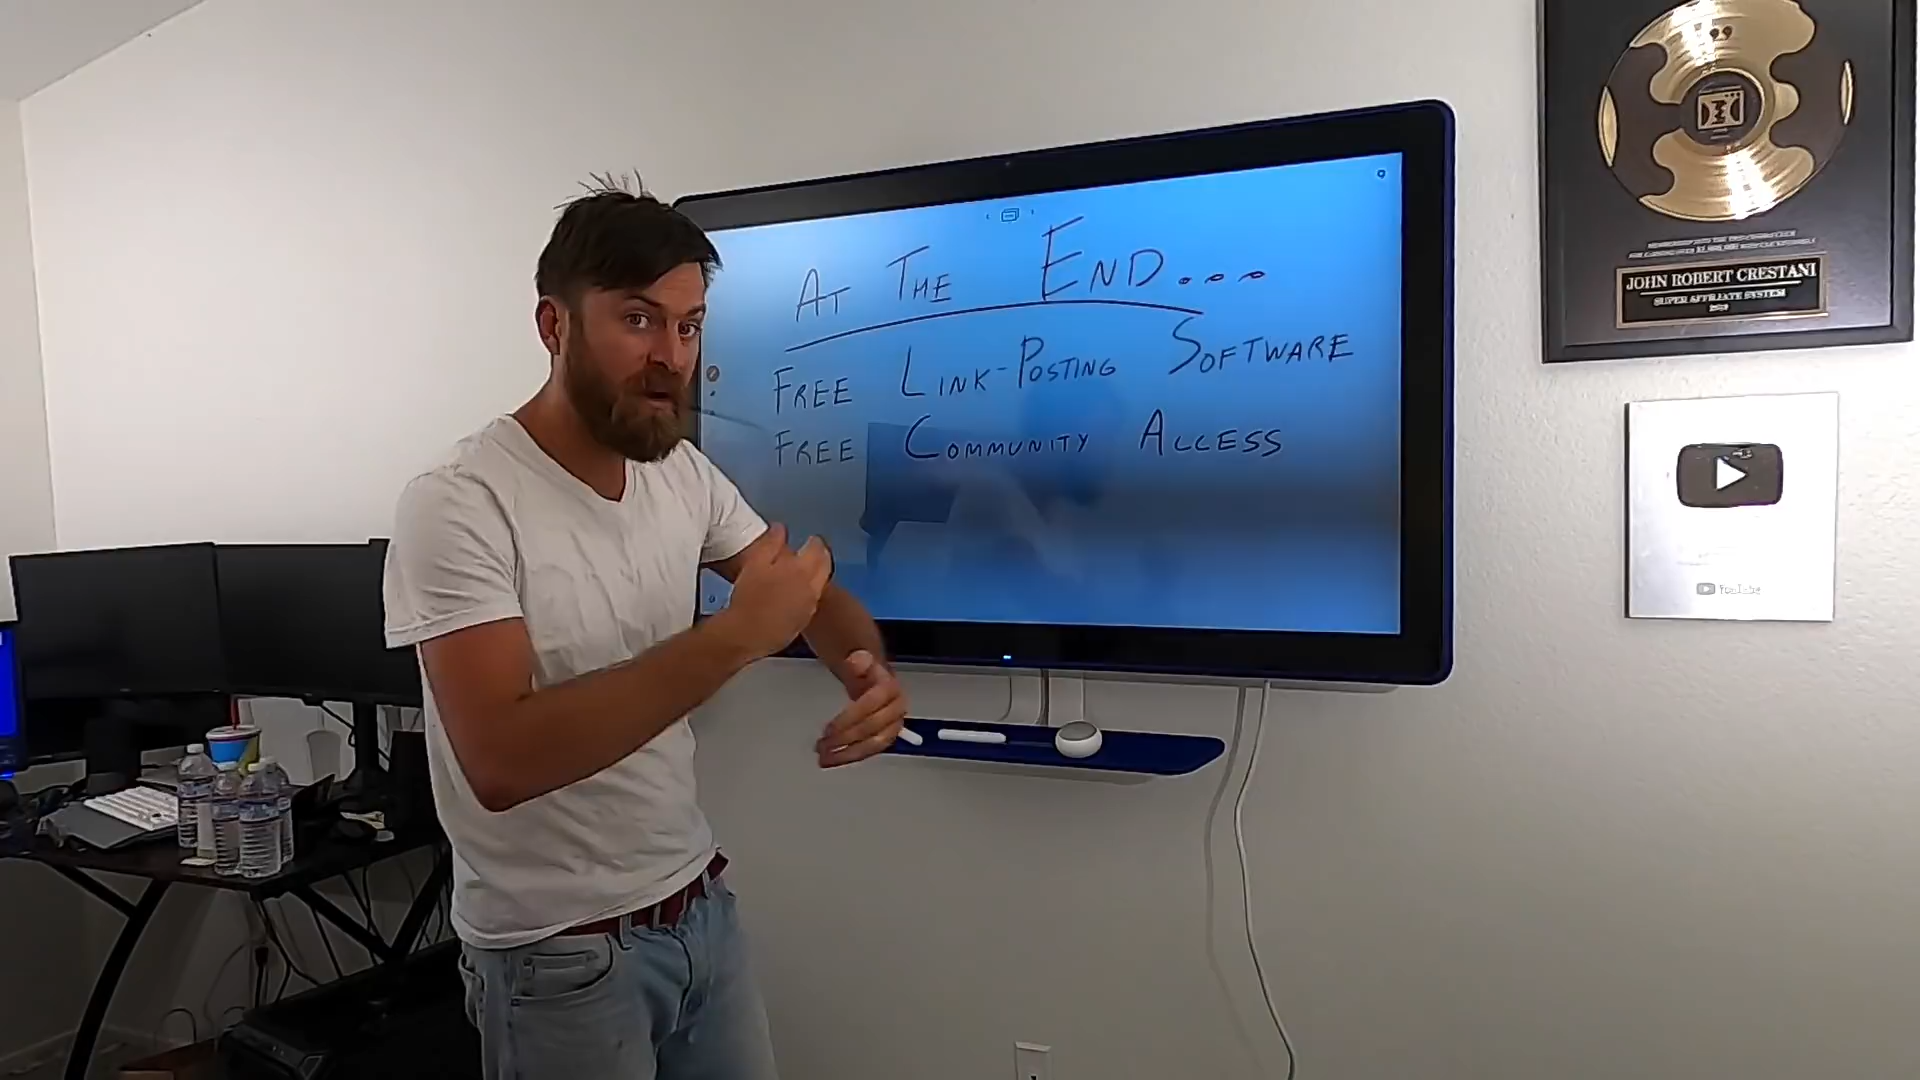 AT THE END...
FREE LINK-POSTING SOFTWARE
FREE COMMUNITY ACCESS
JOHN ROBERT CRESTANI
SUPER AFFILIATE SYSTEM
YouTube